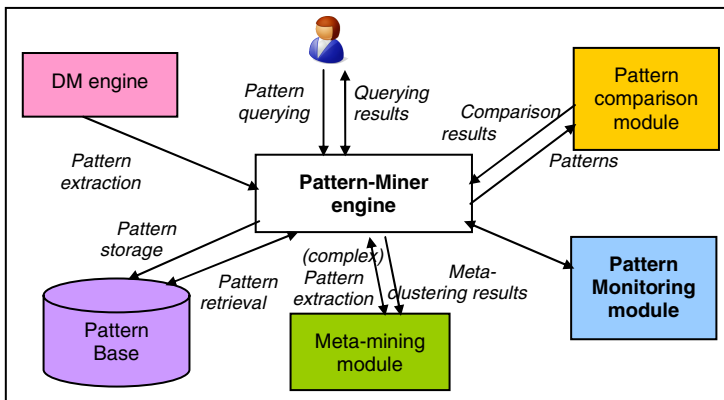 DM engine
Pattern
querying
Querying
results
Pattern
comparison
module
Comparison
results
Patterns
Pattern
extraction
Pattern-Miner
engine
Pattern
storage
Pattern
retrieval
(complex)
Pattern
extraction
Meta-
clustering results
Pattern
Monitoring
module
Pattern
Base
Meta-mining
module